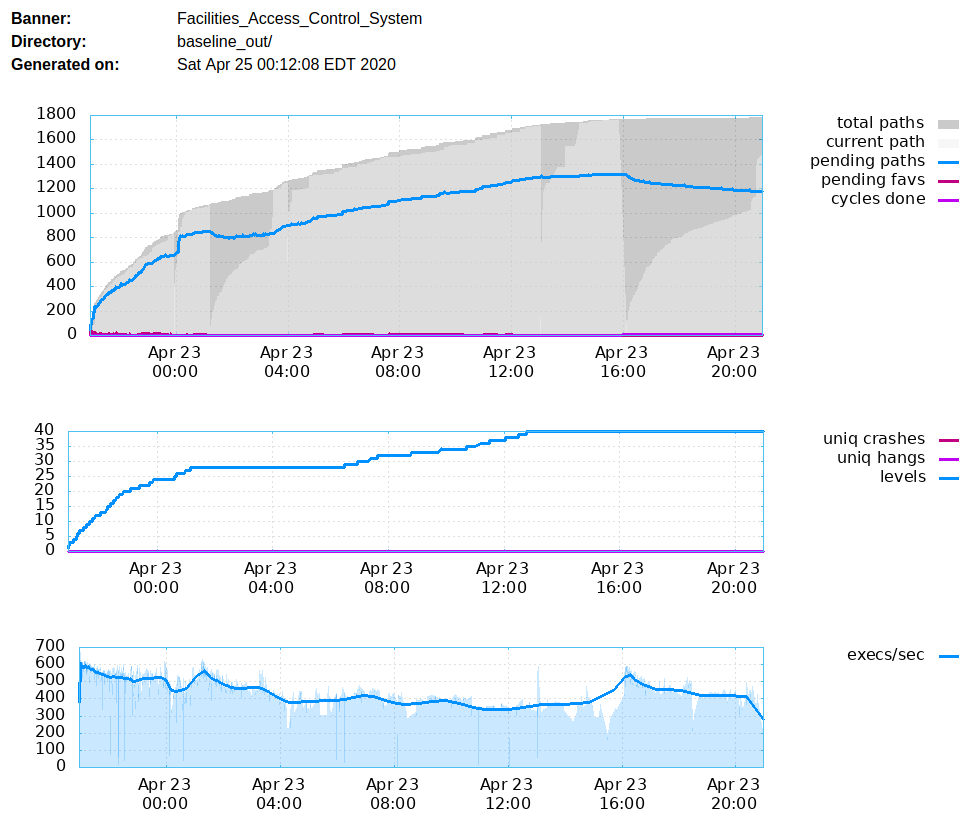 Banner: Facilities_Access_Control_System
Directory: baseline_out/
Generated on: Sat Apr 25 00:12:08 EDT 2020
1800
1600
1400
1200
1000
800
600
400
200
0
Apr 23 Apr 23 Apr 23 Apr 23 Apr 23 Apr 23
00:00 04:00 08:00 12:00 16:00 20:00
total paths
current path
pending paths
pending favs
cycles done
40
35
30
25
20
15
10
5
0
Apr 23 Apr 23 Apr 23 Apr 23 Apr 23 Apr 23
00:00 04:00 08:00 12:00 16:00 20:00
uniq crashes
uniq hangs
levels
700
600
500
400
300
200
100
0
Apr 23 Apr 23 Apr 23 Apr 23 Apr 23 Apr 23
00:00 04:00 08:00 12:00 16:00 20:00
execs/sec